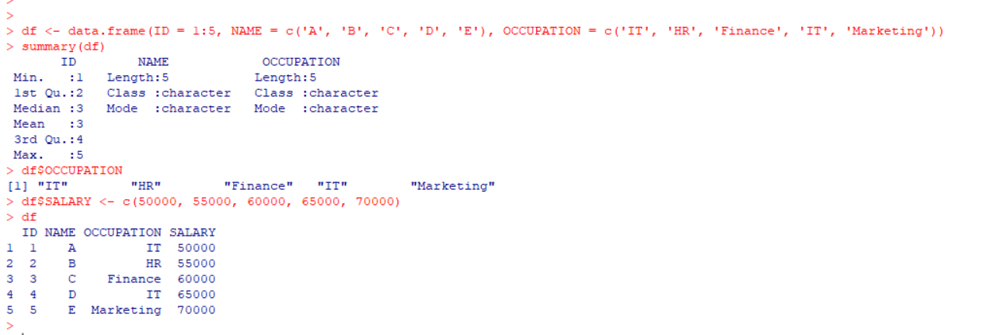 >
>
> df <- data.frame(ID = 1:5, NAME = c('A', 'B', 'C', 'D', 'E'), OCCUPATION = c('IT', 'HR', 'Finance', 'IT', 'Marketing'))
> summary(df)
       ID        NAME            OCCUPATION
 Min.   :1   Length:5           Length:5
 1st Qu.:2   Class :character   Class :character
 Median :3   Mode  :character   Mode  :character
 Mean   :3
 3rd Qu.:4
 Max.   :5
> df$OCCUPATION
[1] "IT"        "HR"        "Finance"   "IT"        "Marketing"
> df$SALARY <- c(50000, 55000, 60000, 65000, 70000)
> df
  ID NAME OCCUPATION SALARY
1  1    A         IT  50000
2  2    B         HR  55000
3  3    C    Finance  60000
4  4    D         IT  65000
5  5    E  Marketing  70000
>